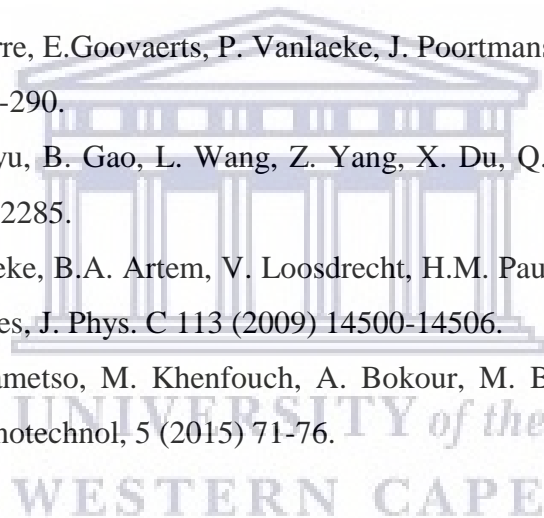 rre, E.Goovaerts, P. Vanlaeke, J. Poortmans
-290.
yu, B. Gao, L. Wang, Z. Yang, X. Du, Q.
2285.
eke, B.A. Artem, V. Loosdrecht, H.M. Pau
es, J. Phys. C 113 (2009) 14500-14506.
ametso, M. Khenfouch, A. Bokour, M. B
notechnol, 5 (2015) 71-76.
UNIVERSITY of the
WESTERN CAPE